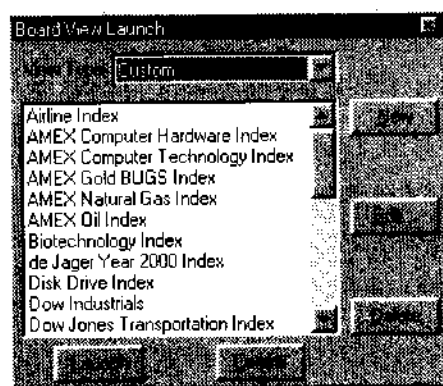 Board View Launch
View Type: Custom
Airline Index
AMEX Computer Hardware Index
AMEX Computer Technology Index
AMEX Gold BUGS Index
AMEX Natural Gas Index
AMEX Oil Index
Biotechnology Index
de Jager Year 2000 Index
Disk Drive Index
Dow Industrials
Dow Jones Transportation Index
New
Delete